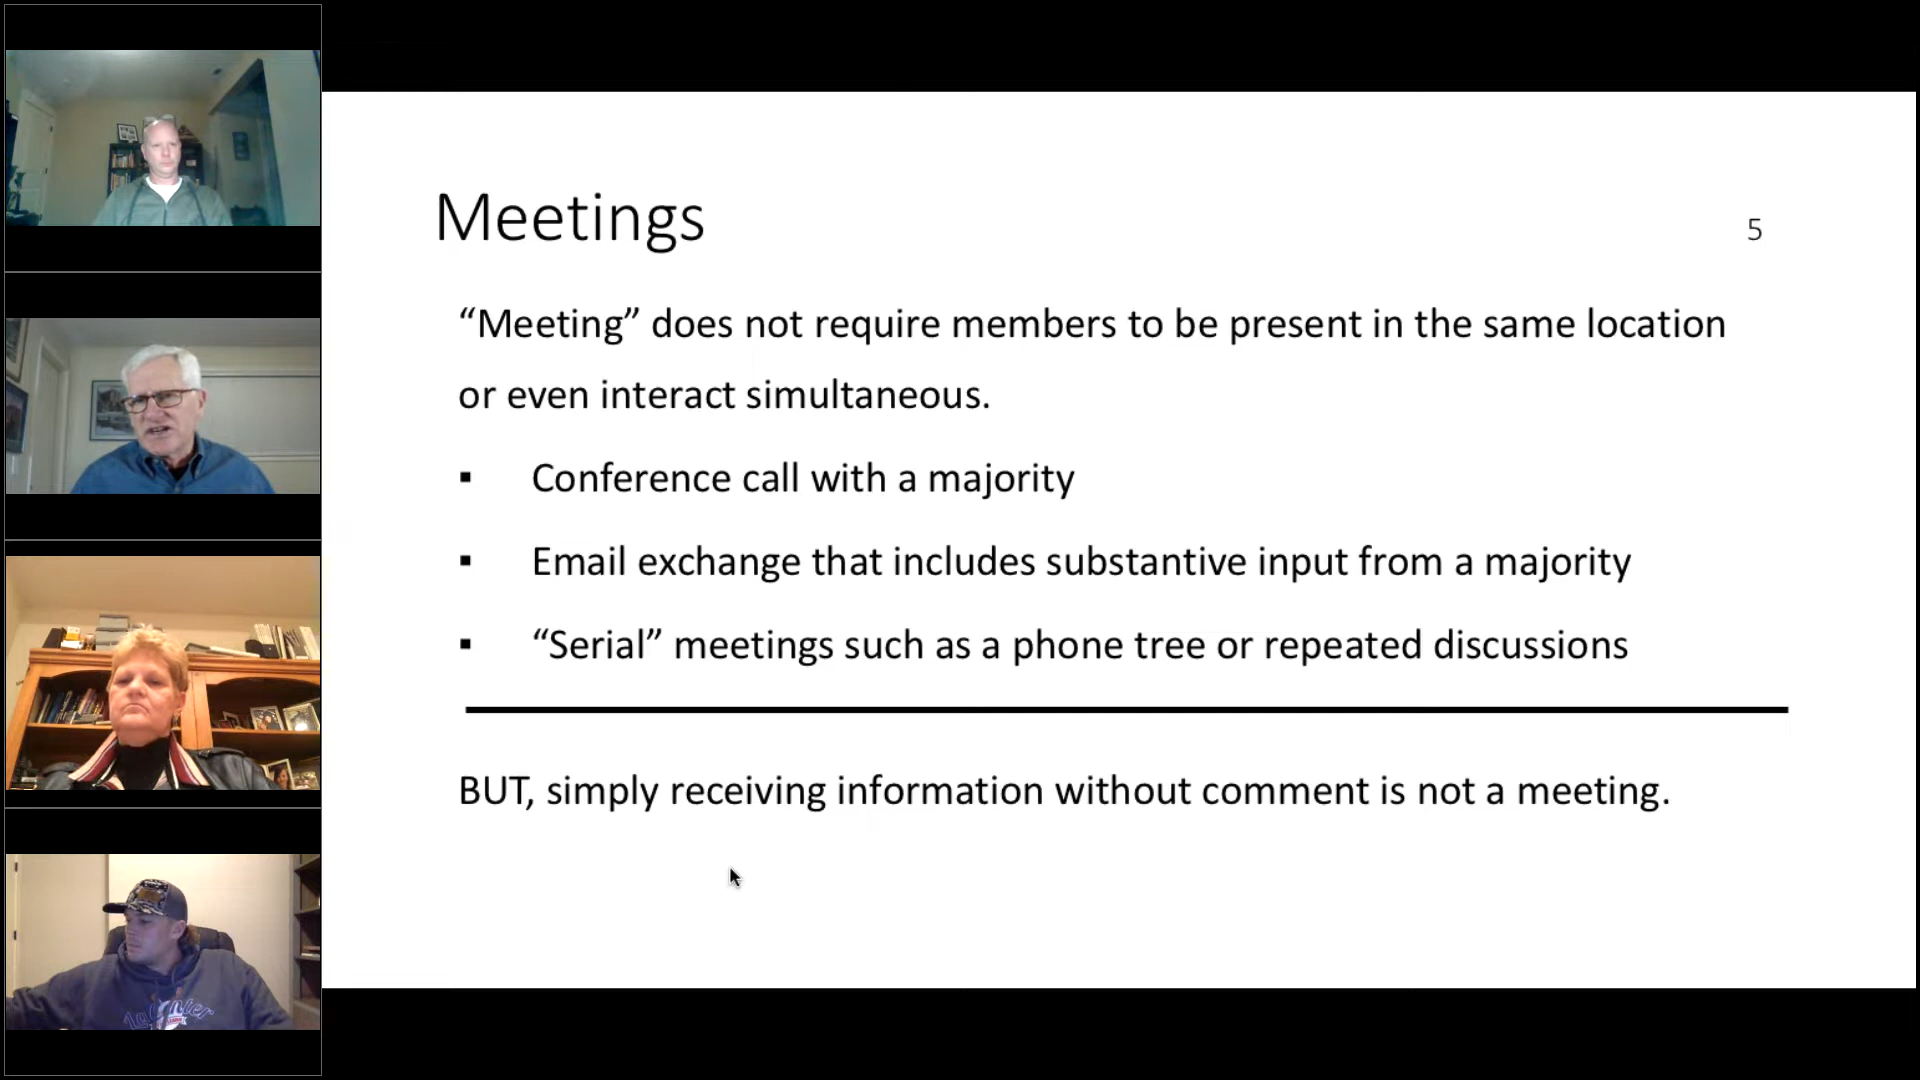 Meetings
5
“Meeting” does not require members to be present in the same location
or even interact simultaneous.
▪ Conference call with a majority
▪ Email exchange that includes substantive input from a majority
▪ “Serial” meetings such as a phone tree or repeated discussions
BUT, simply receiving information without comment is not a meeting.